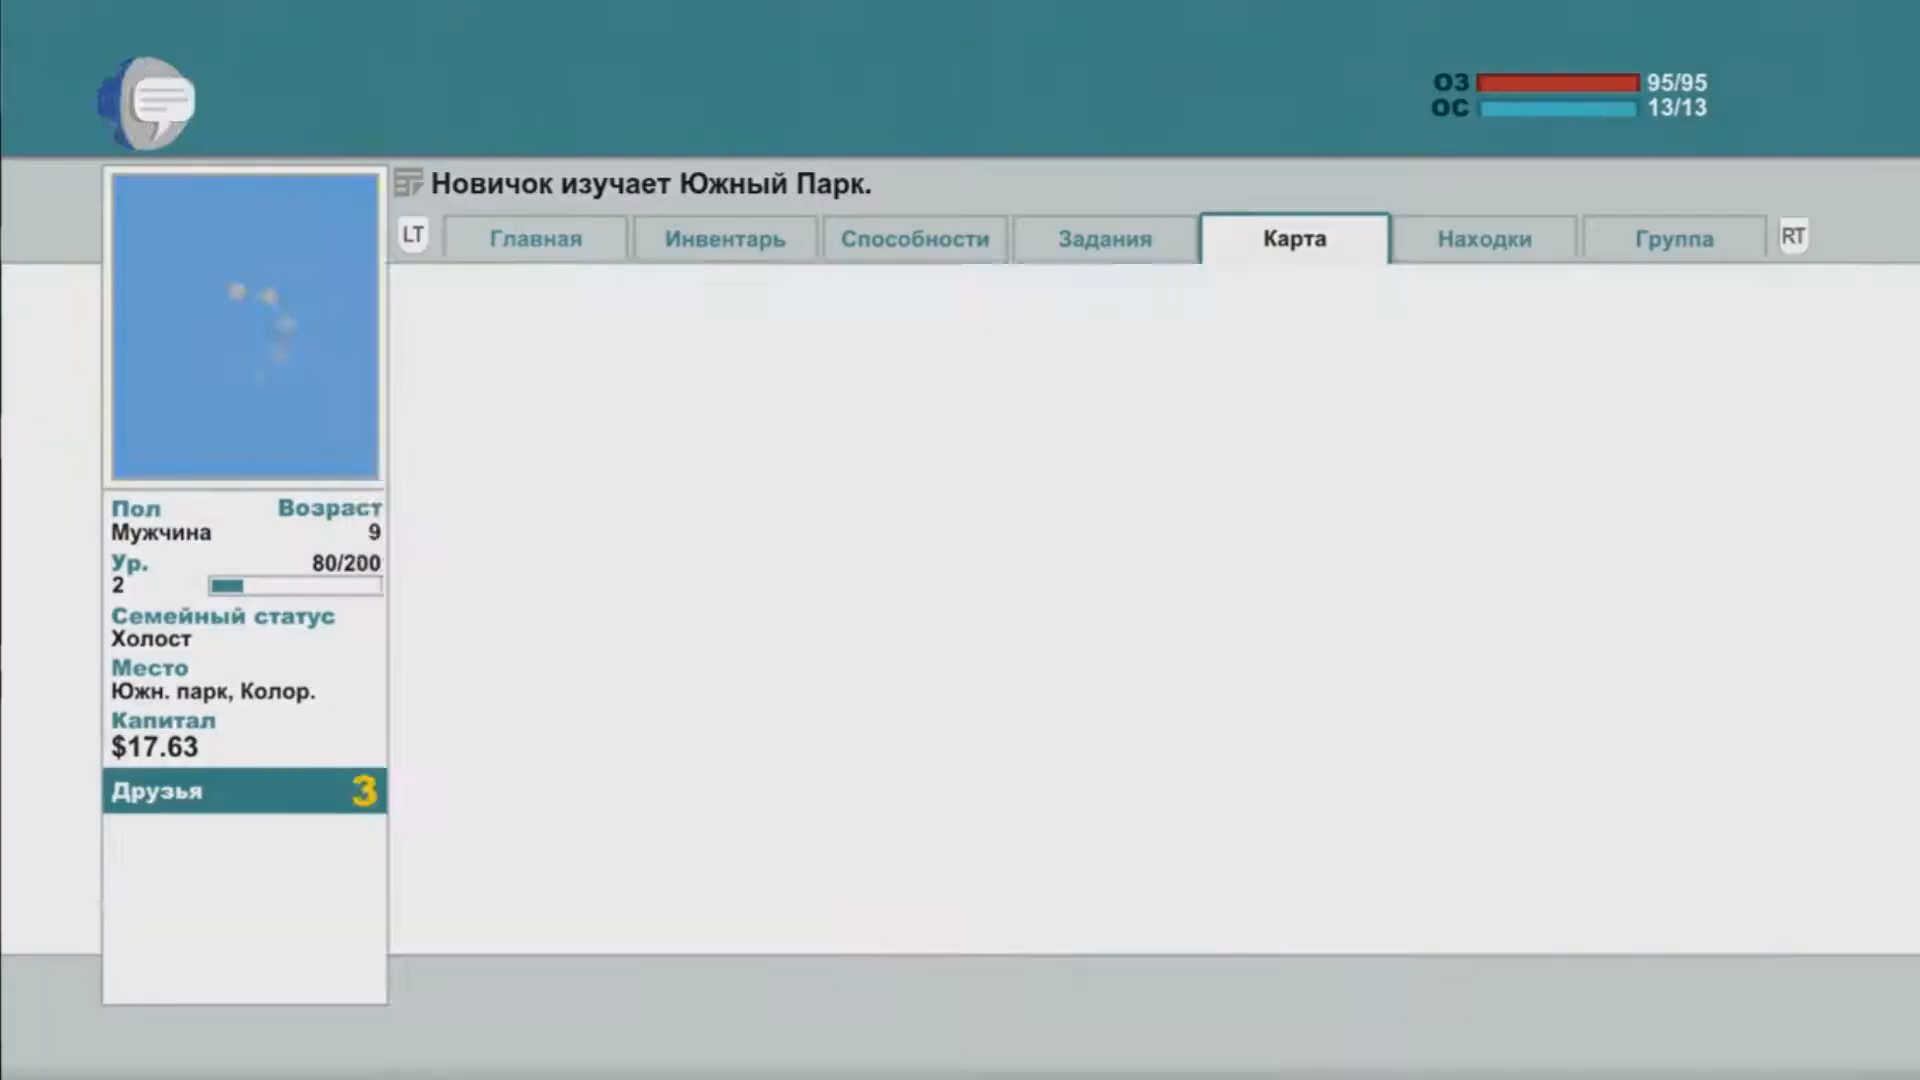 ОЗ 95/95
ОС 13/13
Новичок изучает Южный Парк.
LT Главная Инвентарь Способности Задания Карта Находки Группа RT
Пол Возраст
Мужчина 9
Ур. 80/200
2
Семейный статус
Холост
Место
Южн. парк, Колор.
Капитал
$17.63
Друзья 3